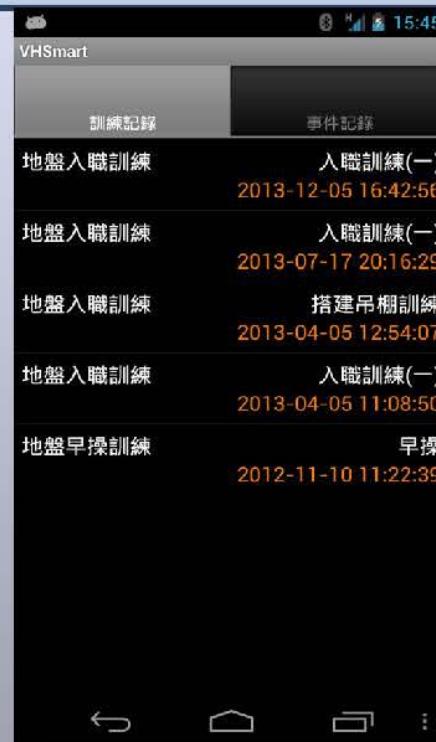 H 15:45
VHSmart
訓練記錄 事件記錄
地盤入職訓練 入職訓練(一)
2013-12-05 16:42:56
地盤入職訓練 入職訓練(一)
2013-07-17 20:16:29
地盤入職訓練 搭建吊棚訓練
2013-04-05 12:54:07
地盤入職訓練 入職訓練(一)
2013-04-05 11:08:50
地盤早操訓練 早操
2012-11-10 11:22:39